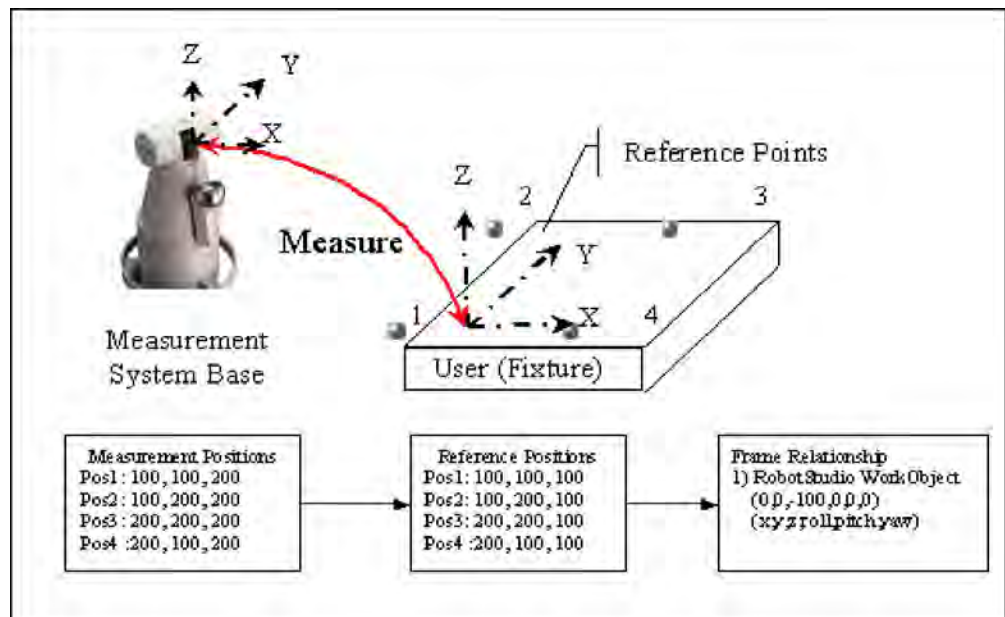 Z
Y
X
Reference Points
Z
2
3
Measure
Y
X
1
4
Measurement
System Base
User (Fixture)
Measurement Positions
Pos1: 100, 100, 200
Pos2: 100, 200, 200
Pos3: 200, 200, 200
Pos4 :200, 100, 200
Reference Positions
Pos1: 100, 100, 100
Pos2: 100, 200, 100
Pos3: 200, 200, 100
Pos4 :200, 100, 100
Frame Relationship
1) RobotStudio WorkObject
(0,0,-100,0,0,0)
(x,y,z,roll,pitch,yaw)